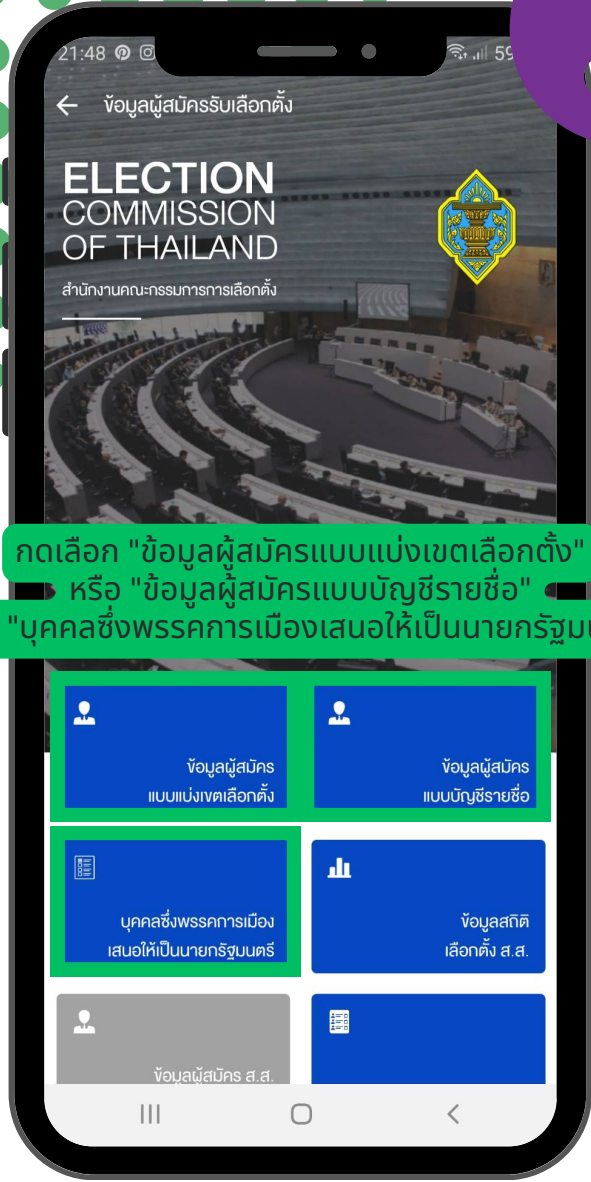 21:48
59
ข้อมูลผู้สมัครรับเลือกตั้ง
ELECTION
COMMISSION
OF THAILAND
สำนักงานคณะกรรมการการเลือกตั้ง
กดเลือก "ข้อมูลผู้สมัครแบบแบ่งเขตเลือกตั้ง"
หรือ "ข้อมูลผู้สมัครแบบบัญชีรายชื่อ"
"บุคคลซึ่งพรรคการเมืองเสนอให้เป็นนายกรัฐม
ข้อมูลผู้สมัคร
แบบแบ่งเขตเลือกตั้ง
ข้อมูลผู้สมัคร
แบบบัญชีรายชื่อ
บุคคลซึ่งพรรคการเมือง
เสนอให้เป็นนายกรัฐมนตรี
ข้อมูลสถิติ
เลือกตั้ง ส.ส.
ข้อมูลผู้สมัคร ส.ส.